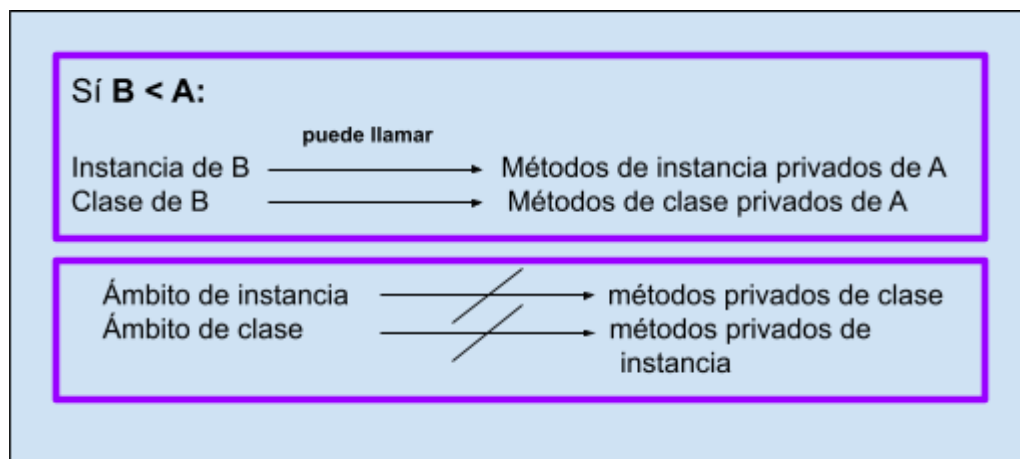 Sí B < A:
puede llamar
Instancia de B Métodos de instancia privados de A
Clase de B Métodos de clase privados de A
Ámbito de instancia métodos privados de clase
Ámbito de clase métodos privados de
instancia